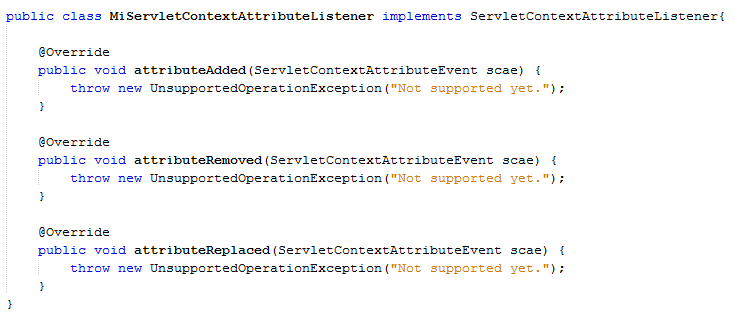 public class MiServletContextAttributeListener implements ServletContextAttributeListener{
@Override
public void attributeAdded(ServletContextAttributeEvent scae) {
throw new UnsupportedOperationException("Not supported yet.");
}
@Override
public void attributeRemoved(ServletContextAttributeEvent scae) {
throw new UnsupportedOperationException("Not supported yet.");
}
@Override
public void attributeReplaced(ServletContextAttributeEvent scae) {
throw new UnsupportedOperationException("Not supported yet.");
}
}